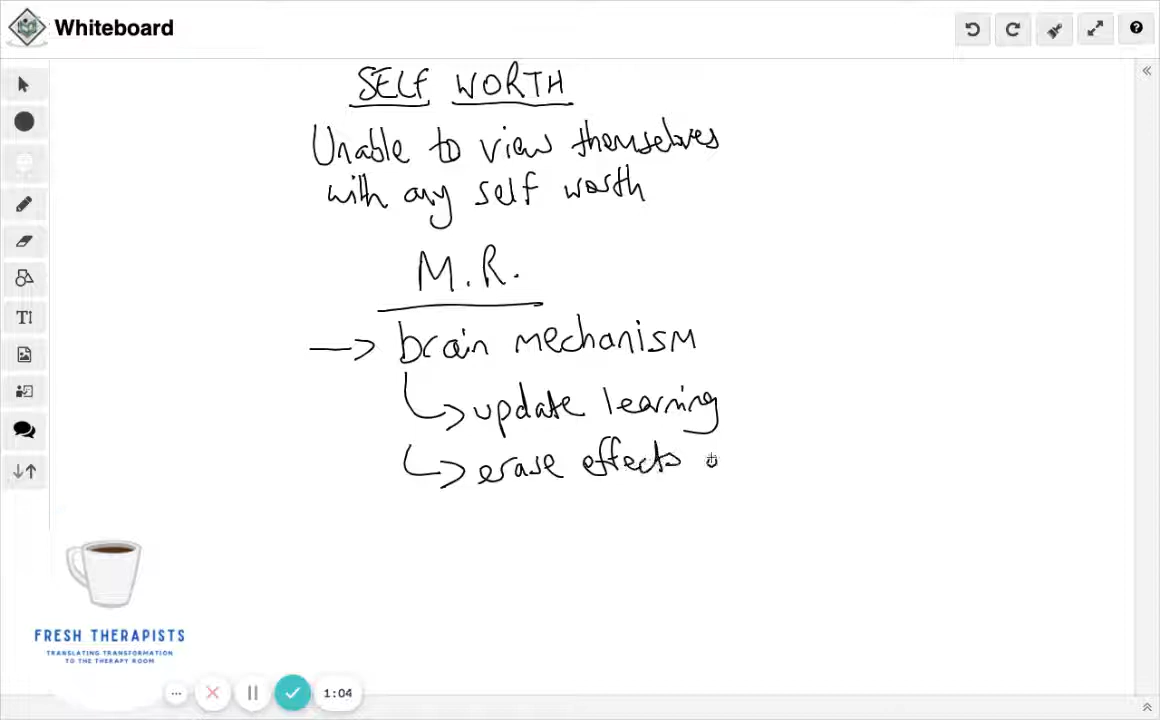 Whiteboard
SELF WORTH
Unable to view themselves
with any self worth
M.R.
→ brain mechanism
↳ update learning
↳ erase effects
TI
FRESH THERAPISTS
TRANSLATING TRANSFORMATION
TO THE THERAPY ROOM
1:04